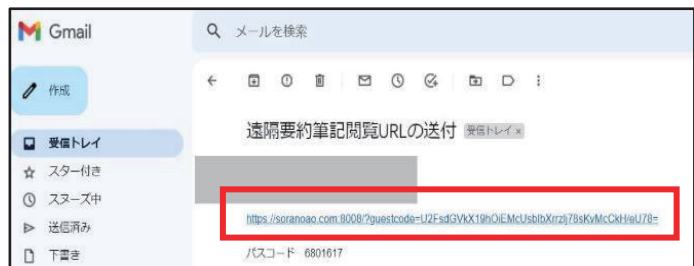 Gmail
メールを検索
作成
遠隔要約筆記閲覧URLの送付 受信トレイ×
受信トレイ
スター付き
スヌーズ中
https://soranoao.com:8008/?guestcode=U2FsdGVkX19hOiEMcUsbIbXrrzlj78sKvMcCkH/eU78=
送信済み
下書き
パスコード 6801617